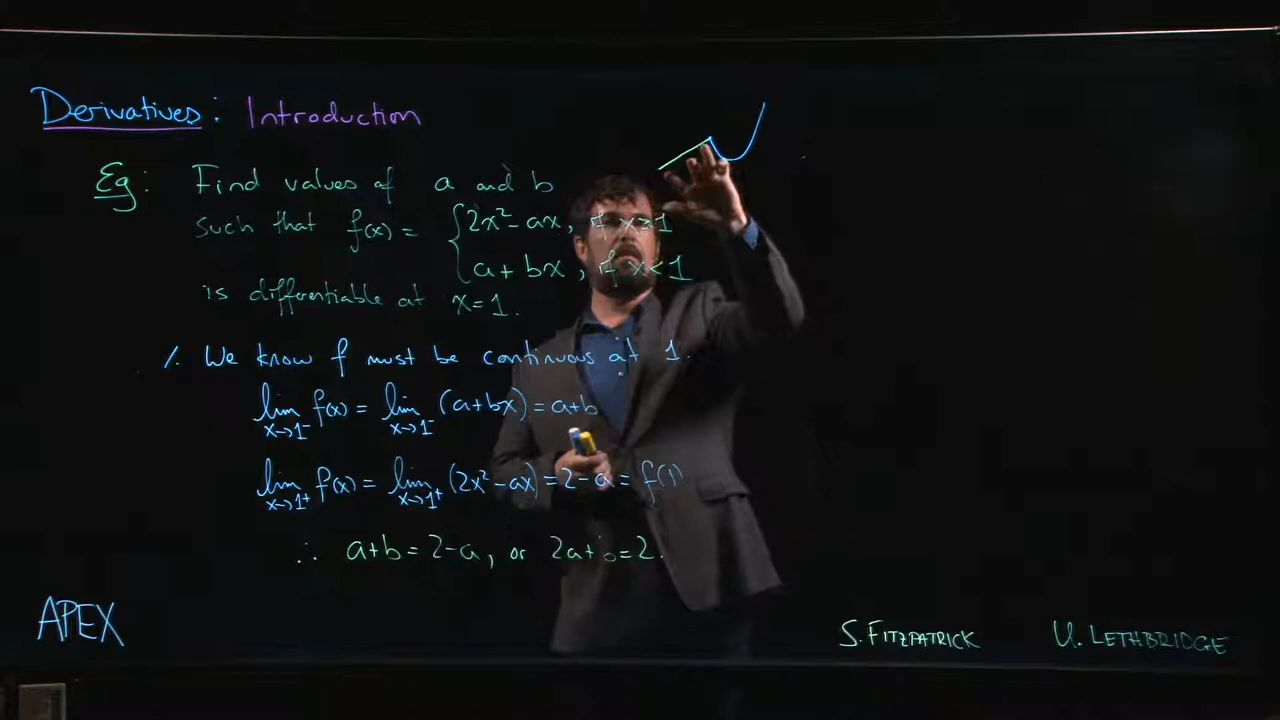 Derivatives: Introduction
Eg: Find values of a and b
such that f(x) = { 2x² - ax, if x≥1
a + bx, if x<1
is differentiable at x=1.
1. We know f must be continuous at 1.
lim x→1⁻ f(x) = lim x→1⁻ (a+bx) = a+b
lim x→1⁺ f(x) = lim x→1⁺ (2x²-ax) = 2-a = f(1)
∴ a+b = 2-a, or 2a+b=2.
APEX
S. FITZPATRICK U. LETHBRIDGE